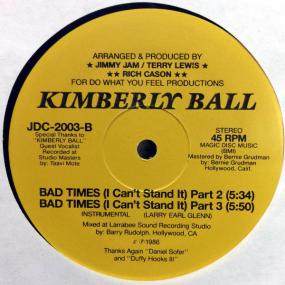 ARRANGED & PRODUCED BY
★ JIMMY JAM / TERRY LEWIS ★
★★ RICH CASON ★★
FOR DO WHAT YOU FEEL PRODUCTIONS
KIMBERLY BALL
JDC-2003-B
Special Thanks to
"KIMBERLY BALL"
Guest Vocalist
Recorded at
Studio Masters
by: Taavi Mote
STEREO
45 RPM
MAGIC DISC MUSIC
(BMI)
Mastered by Bernie Grudman
at Bernie Grudman
Hollywood, Calif.
BAD TIMES (I Can't Stand It) Part 2 (5:34)
BAD TIMES (I Can't Stand It) Part 3 (5:50)
INSTRUMENTAL (LARRY EARL GLENN)
Mixed at Larrabee Sound Recording Studio
by: Barry Rudolph, Hollywood, CA
© ℗ 1986
Thanks Again "Daniel Sofer"
and "Duffy Hooks III"